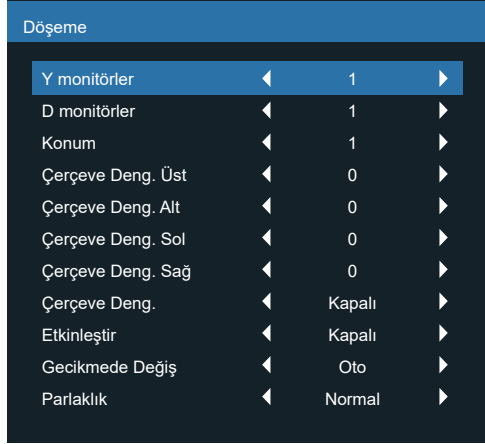 Döşeme
Y monitörler 1
D monitörler 1
Konum 1
Çerçeve Deng. Üst 0
Çerçeve Deng. Alt 0
Çerçeve Deng. Sol 0
Çerçeve Deng. Sağ 0
Çerçeve Deng. Kapalı
Etkinleştir Kapalı
Gecikmede Değiş Oto
Parlaklık Normal